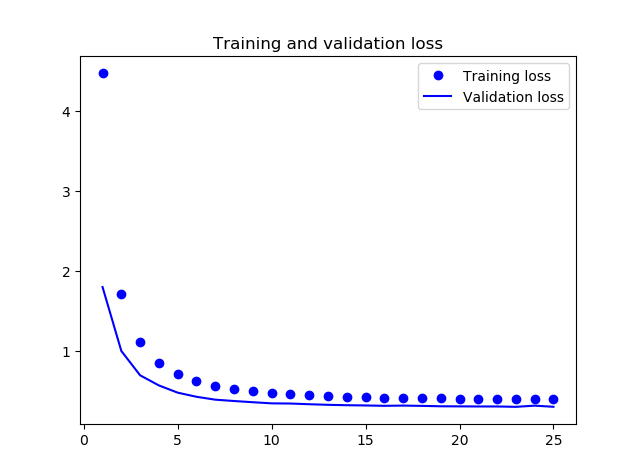 Training and validation loss
Training loss
Validation loss
4
3
2
1
0 5 10 15 20 25